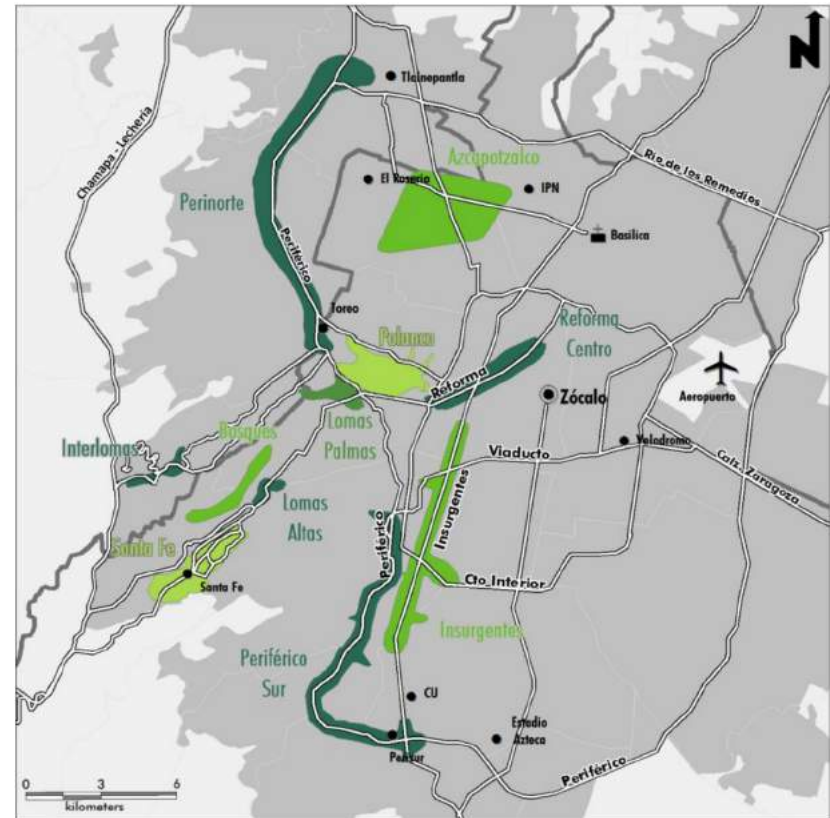 N
Tlalnepantla
Chamapa - Lechería
Azcapotzalco
El Rosario
IPN
Río de los Remedios
Perinorte
Basílica
Periférico
Toreo
Polanco
Reforma
Centro
Reforma
Aeropuerto
Zócalo
Bosques
Lomas
Palmas
Interlomas
Velodromo
Viaducto
Calz. Zaragoza
Lomas
Altas
Insurgentes
Periférico
Santa Fe
Santa Fe
Cto Interior
Insurgentes
Periférico
Sur
CU
Estadio
Azteca
Perisur
Periférico
0 3 6
kilometers